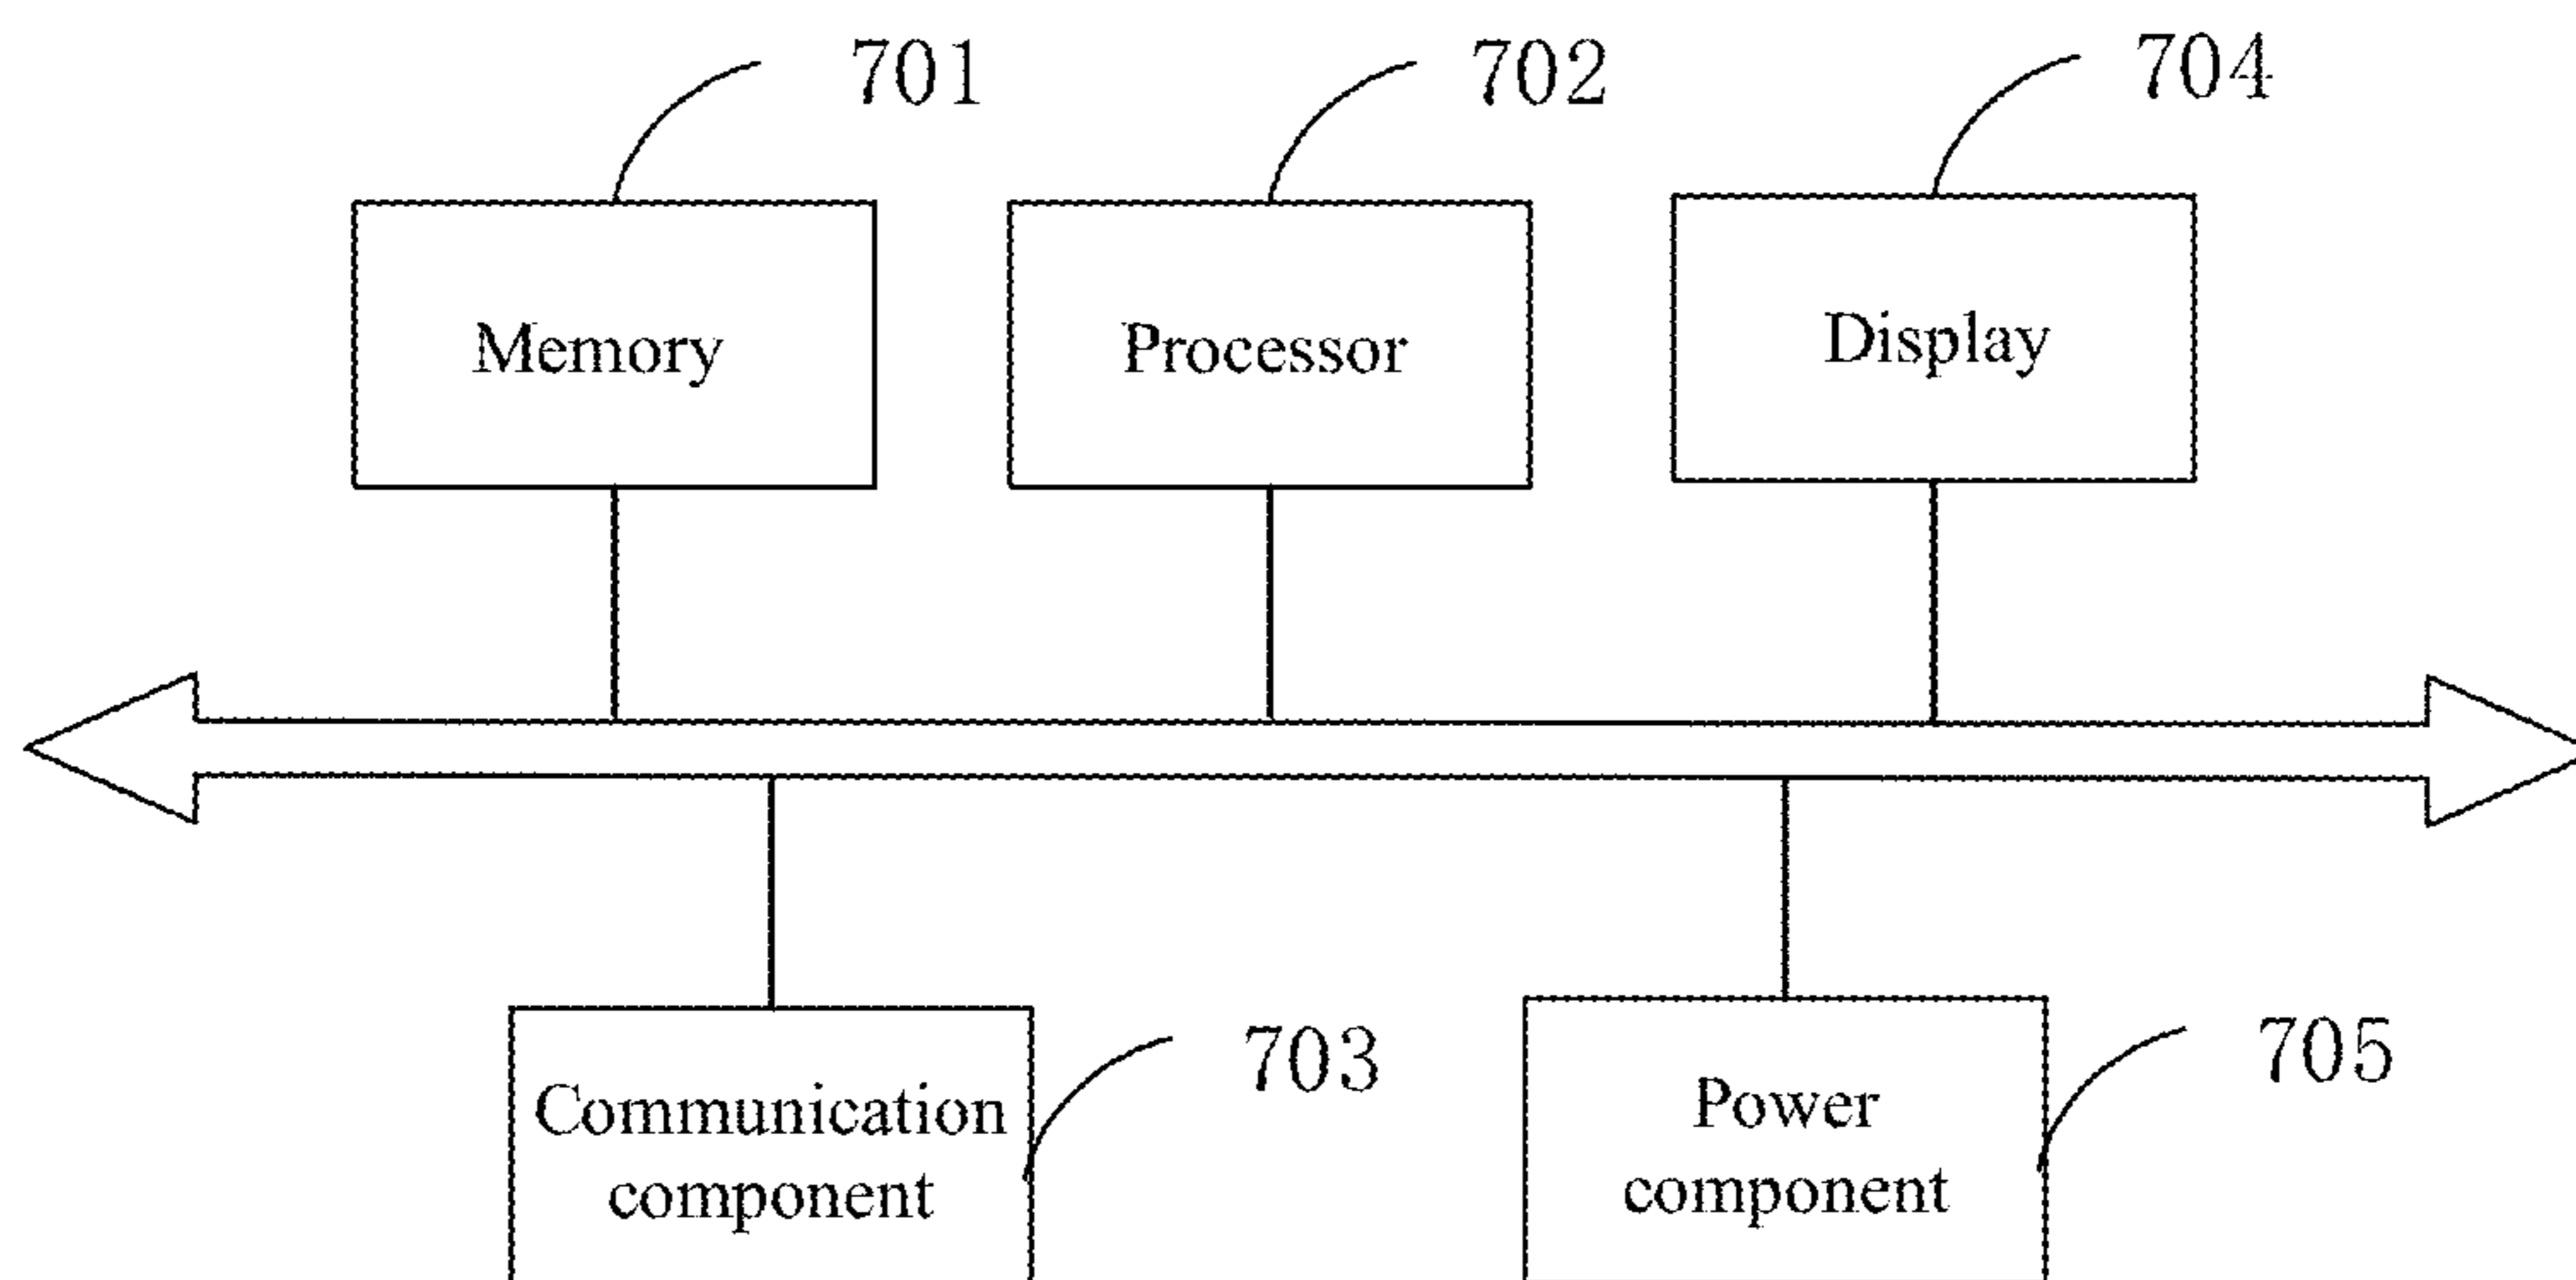 701
702
704
Memory
Processor
Display
703
705
Communication
component
Power
component